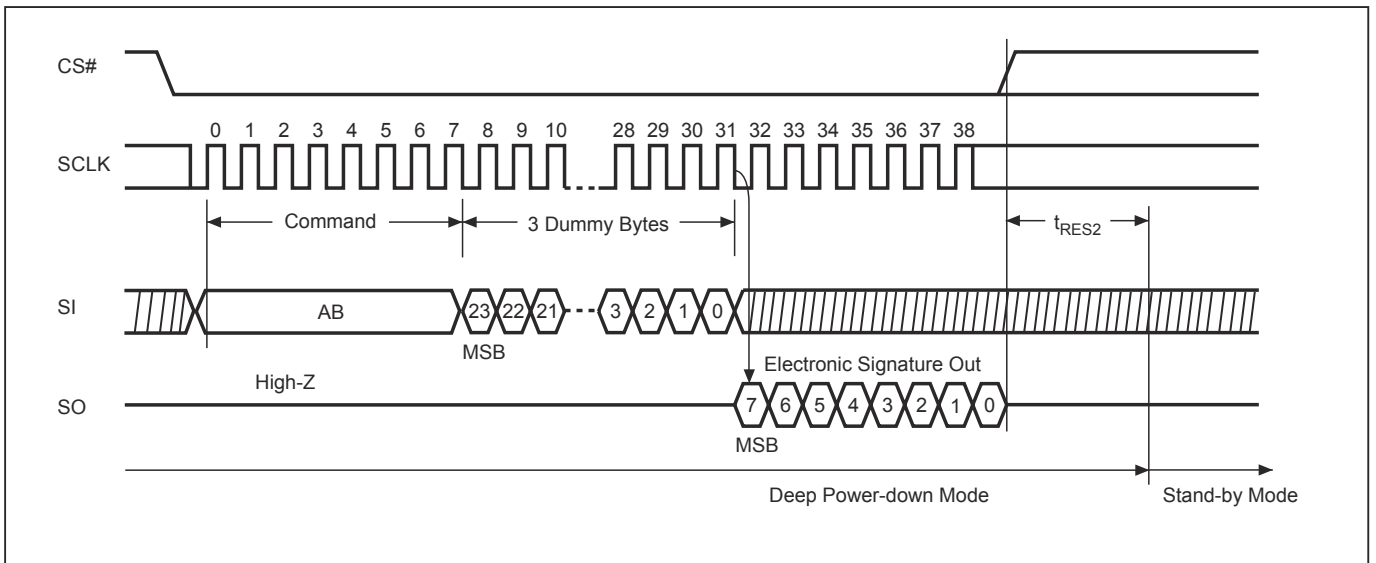 CS#
0 1 2 3 4 5 6 7 8 9 10 28 29 30 31 32 33 34 35 36 37 38
SCLK
Command 3 Dummy Bytes tRES2
SI AB 23 22 21 3 2 1 0
MSB
Electronic Signature Out
High-Z
SO 7 6 5 4 3 2 1 0
MSB
Deep Power-down Mode Stand-by Mode